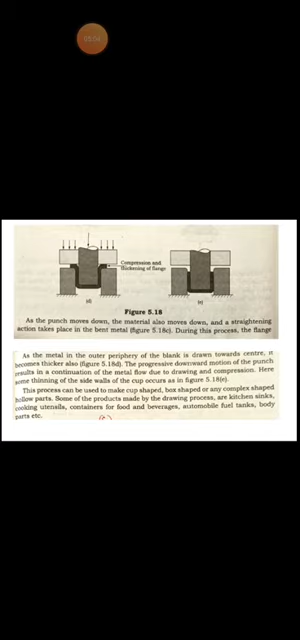 05:04
Compression and
thickening of flange
(d)
(e)
Figure 5.18
As the punch moves down, the material also moves down, and a straightening
action takes place in the bent metal (figure 5.18c). During this process, the flange
As the metal in the outer periphery of the blank is drawn towards centre, it
becomes thicker also (figure 5.18d). The progressive downward motion of the punch
results in a continuation of the metal flow due to drawing and compression. Here
some thinning of the side walls of the cup occurs as in figure 5.18(e).
This process can be used to make cup shaped, box shaped or any complex shaped
hollow parts. Some of the products made by the drawing process, are kitchen sinks,
cooking utensils, containers for food and beverages, automobile fuel tanks, body
parts etc.